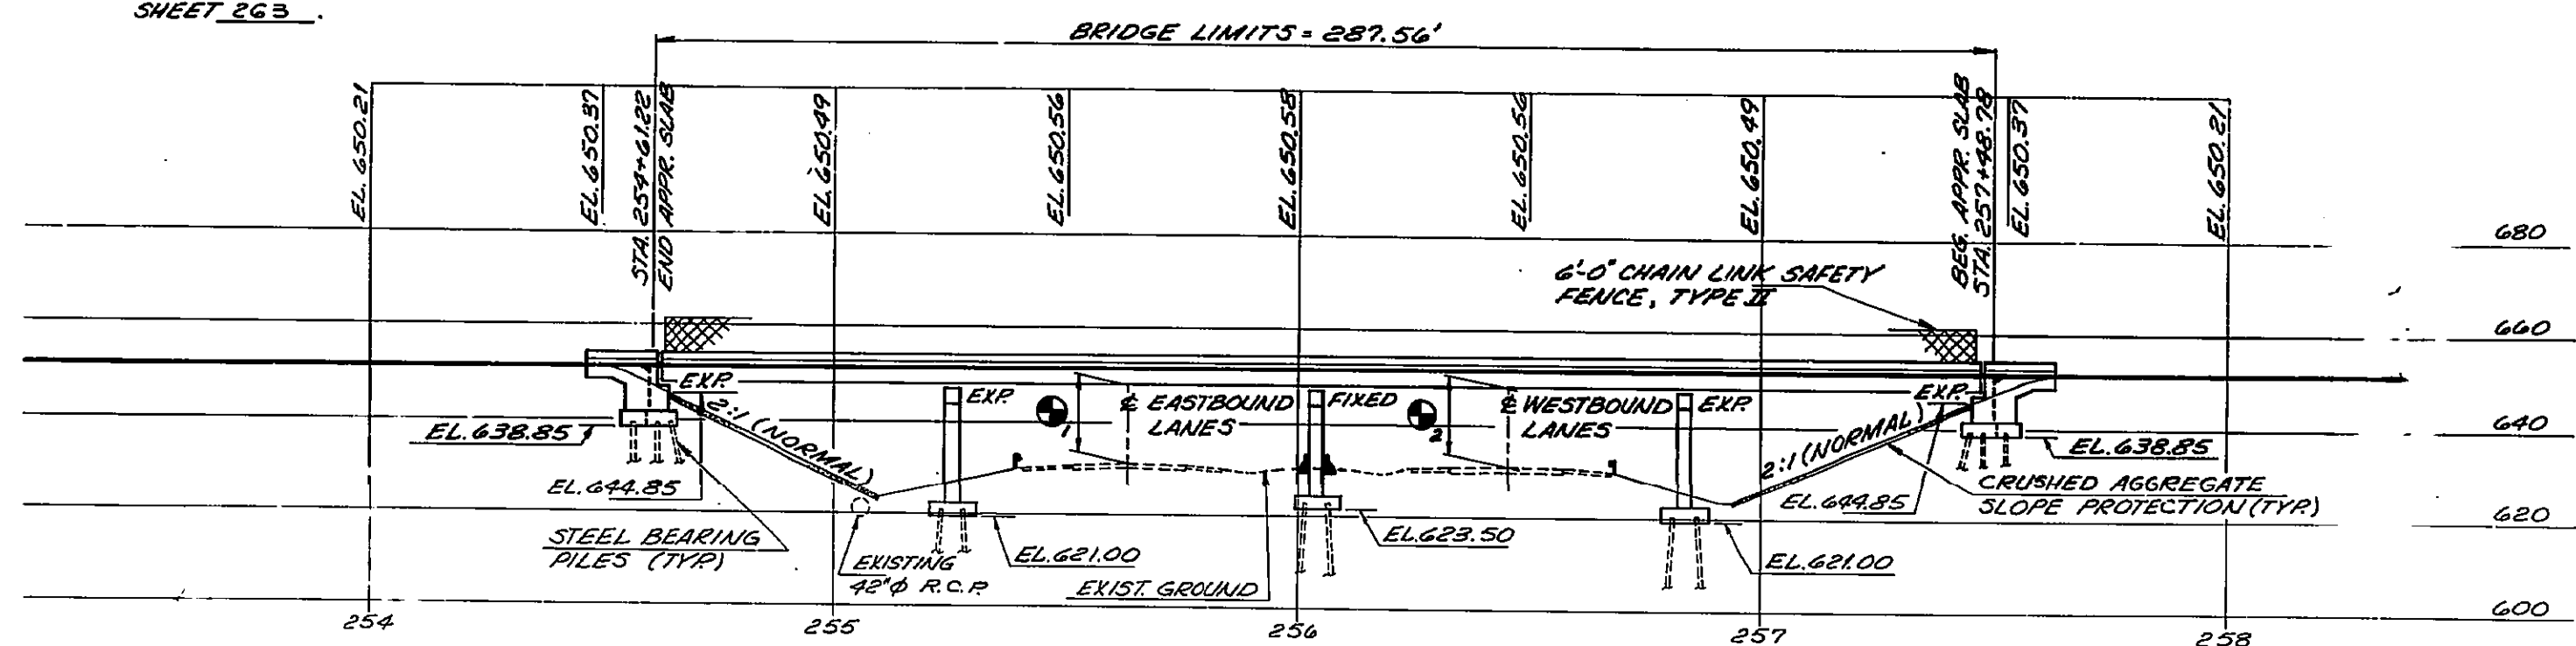 SHEET 263.
BRIDGE LIMITS = 287.56'
EL. 650.21
EL. 650.37
STA. 254+61.22
END APPR. SLAB
EL. 650.49
EL. 650.56
EL. 650.58
EL. 650.56
EL. 650.49
BEG. APPR. SLAB
STA. 257+48.78
EL. 650.37
EL. 650.21
680
6'-0" CHAIN LINK SAFETY
FENCE, TYPE II
660
EXP.
EXP.
₵ EASTBOUND
LANES
1
FIXED
2
₵ WESTBOUND
LANES
EXP.
EXP.
2:1 (NORMAL)
2:1 (NORMAL)
640
EL. 638.85
EL. 638.85
EL. 644.85
EL. 644.85
CRUSHED AGGREGATE
SLOPE PROTECTION (TYP.)
620
STEEL BEARING
PILES (TYP.)
EXISTING
42"Φ R.C.P.
EL. 621.00
EXIST. GROUND
EL. 623.50
EL. 621.00
600
254
255
256
257
258